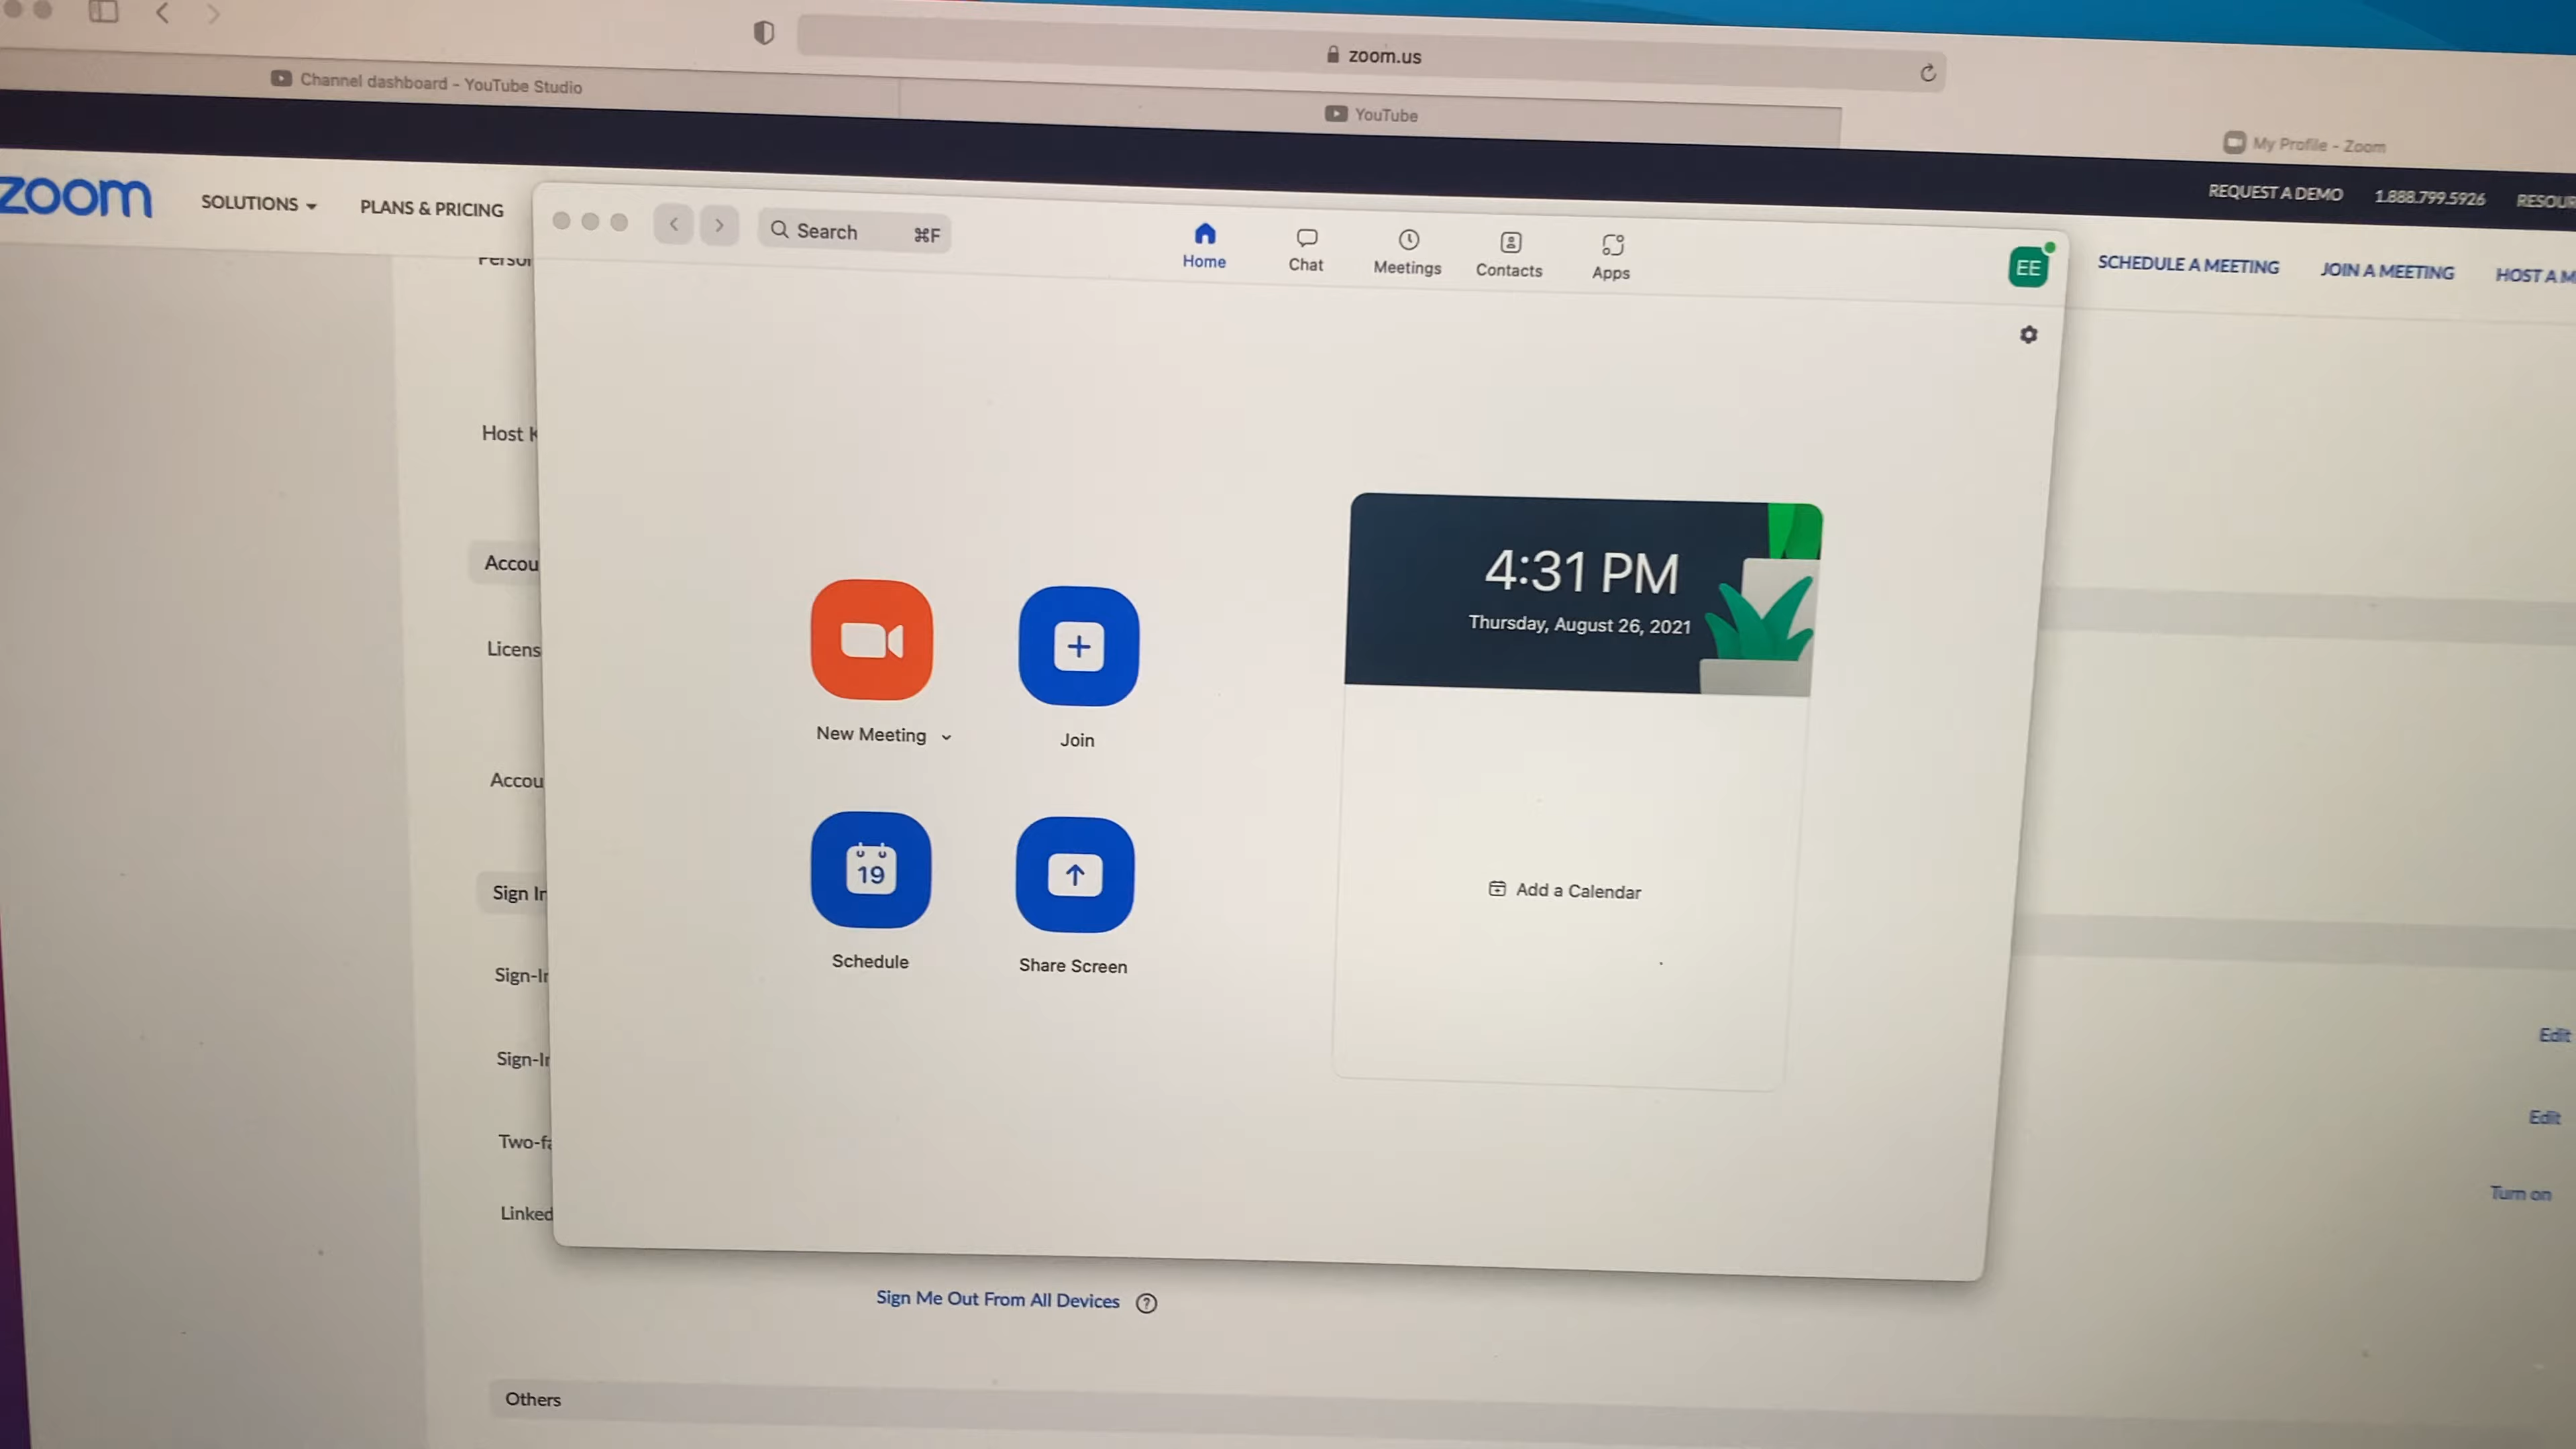 zoom.us
Channel dashboard - YouTube Studio
YouTube
My Profile - Zoom
REQUEST A DEMO 1.888.799.5926
zoom SOLUTIONS PLANS & PRICING
SCHEDULE A MEETING JOIN A MEETING
Search ⌘F
Home Chat Meetings Contacts Apps
EE
Host
4:31 PM
Thursday, August 26, 2021
New Meeting
Join
19
Schedule
Share Screen
Add a Calendar
Accou
Licens
Accou
Sign In
Sign-In
Sign-In
Two-fa
Linked
Edit
Edit
Turn on
Sign Me Out From All Devices ?
Others